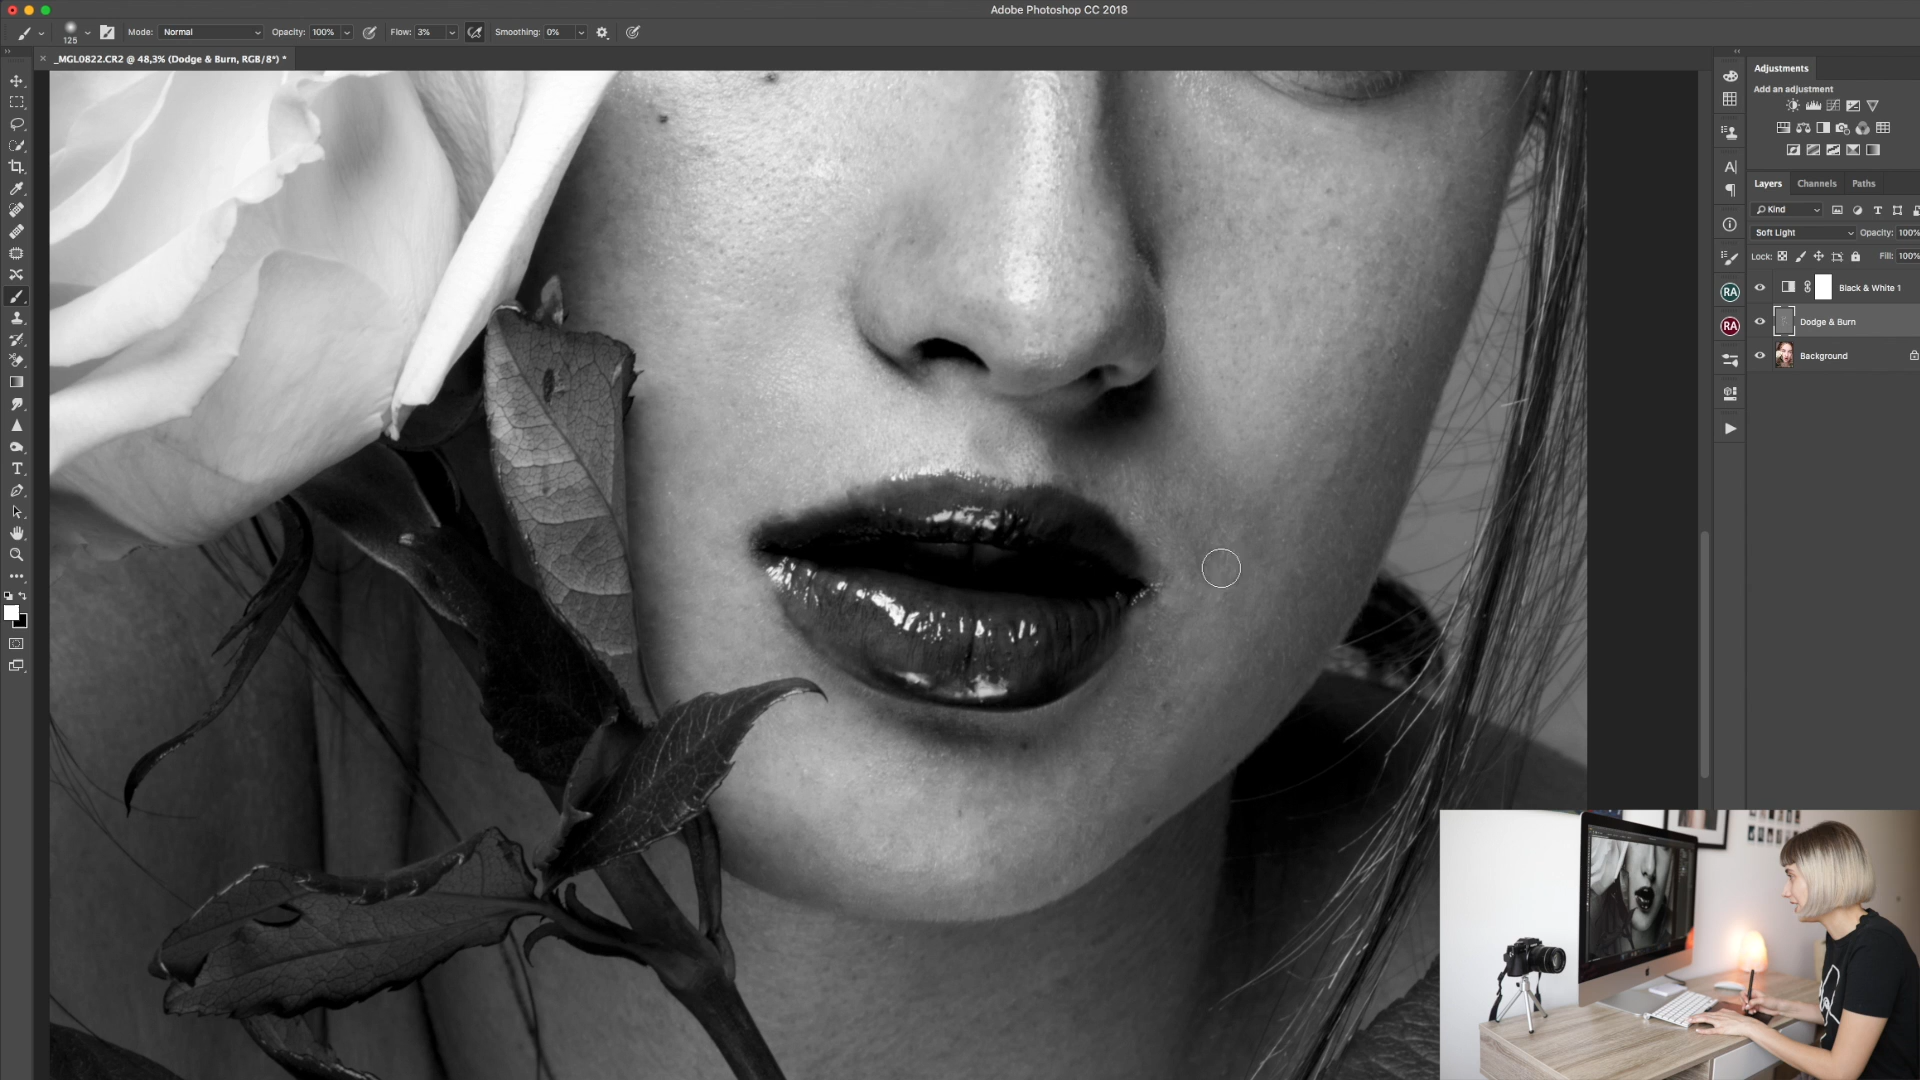 Adobe Photoshop CC 2018
125
Mode: Normal
Opacity: 100%
Flow: 3%
Smoothing: 0%
_MGL0822.CR2 @ 48,3% (Dodge & Burn, RGB/8*) *
Adjustments
Add an adjustment
Layers Channels Paths
Kind
Soft Light
Opacity: 100%
Lock:
Fill: 100%
Black & White 1
Dodge & Burn
Background
A
RA
RA
T
T